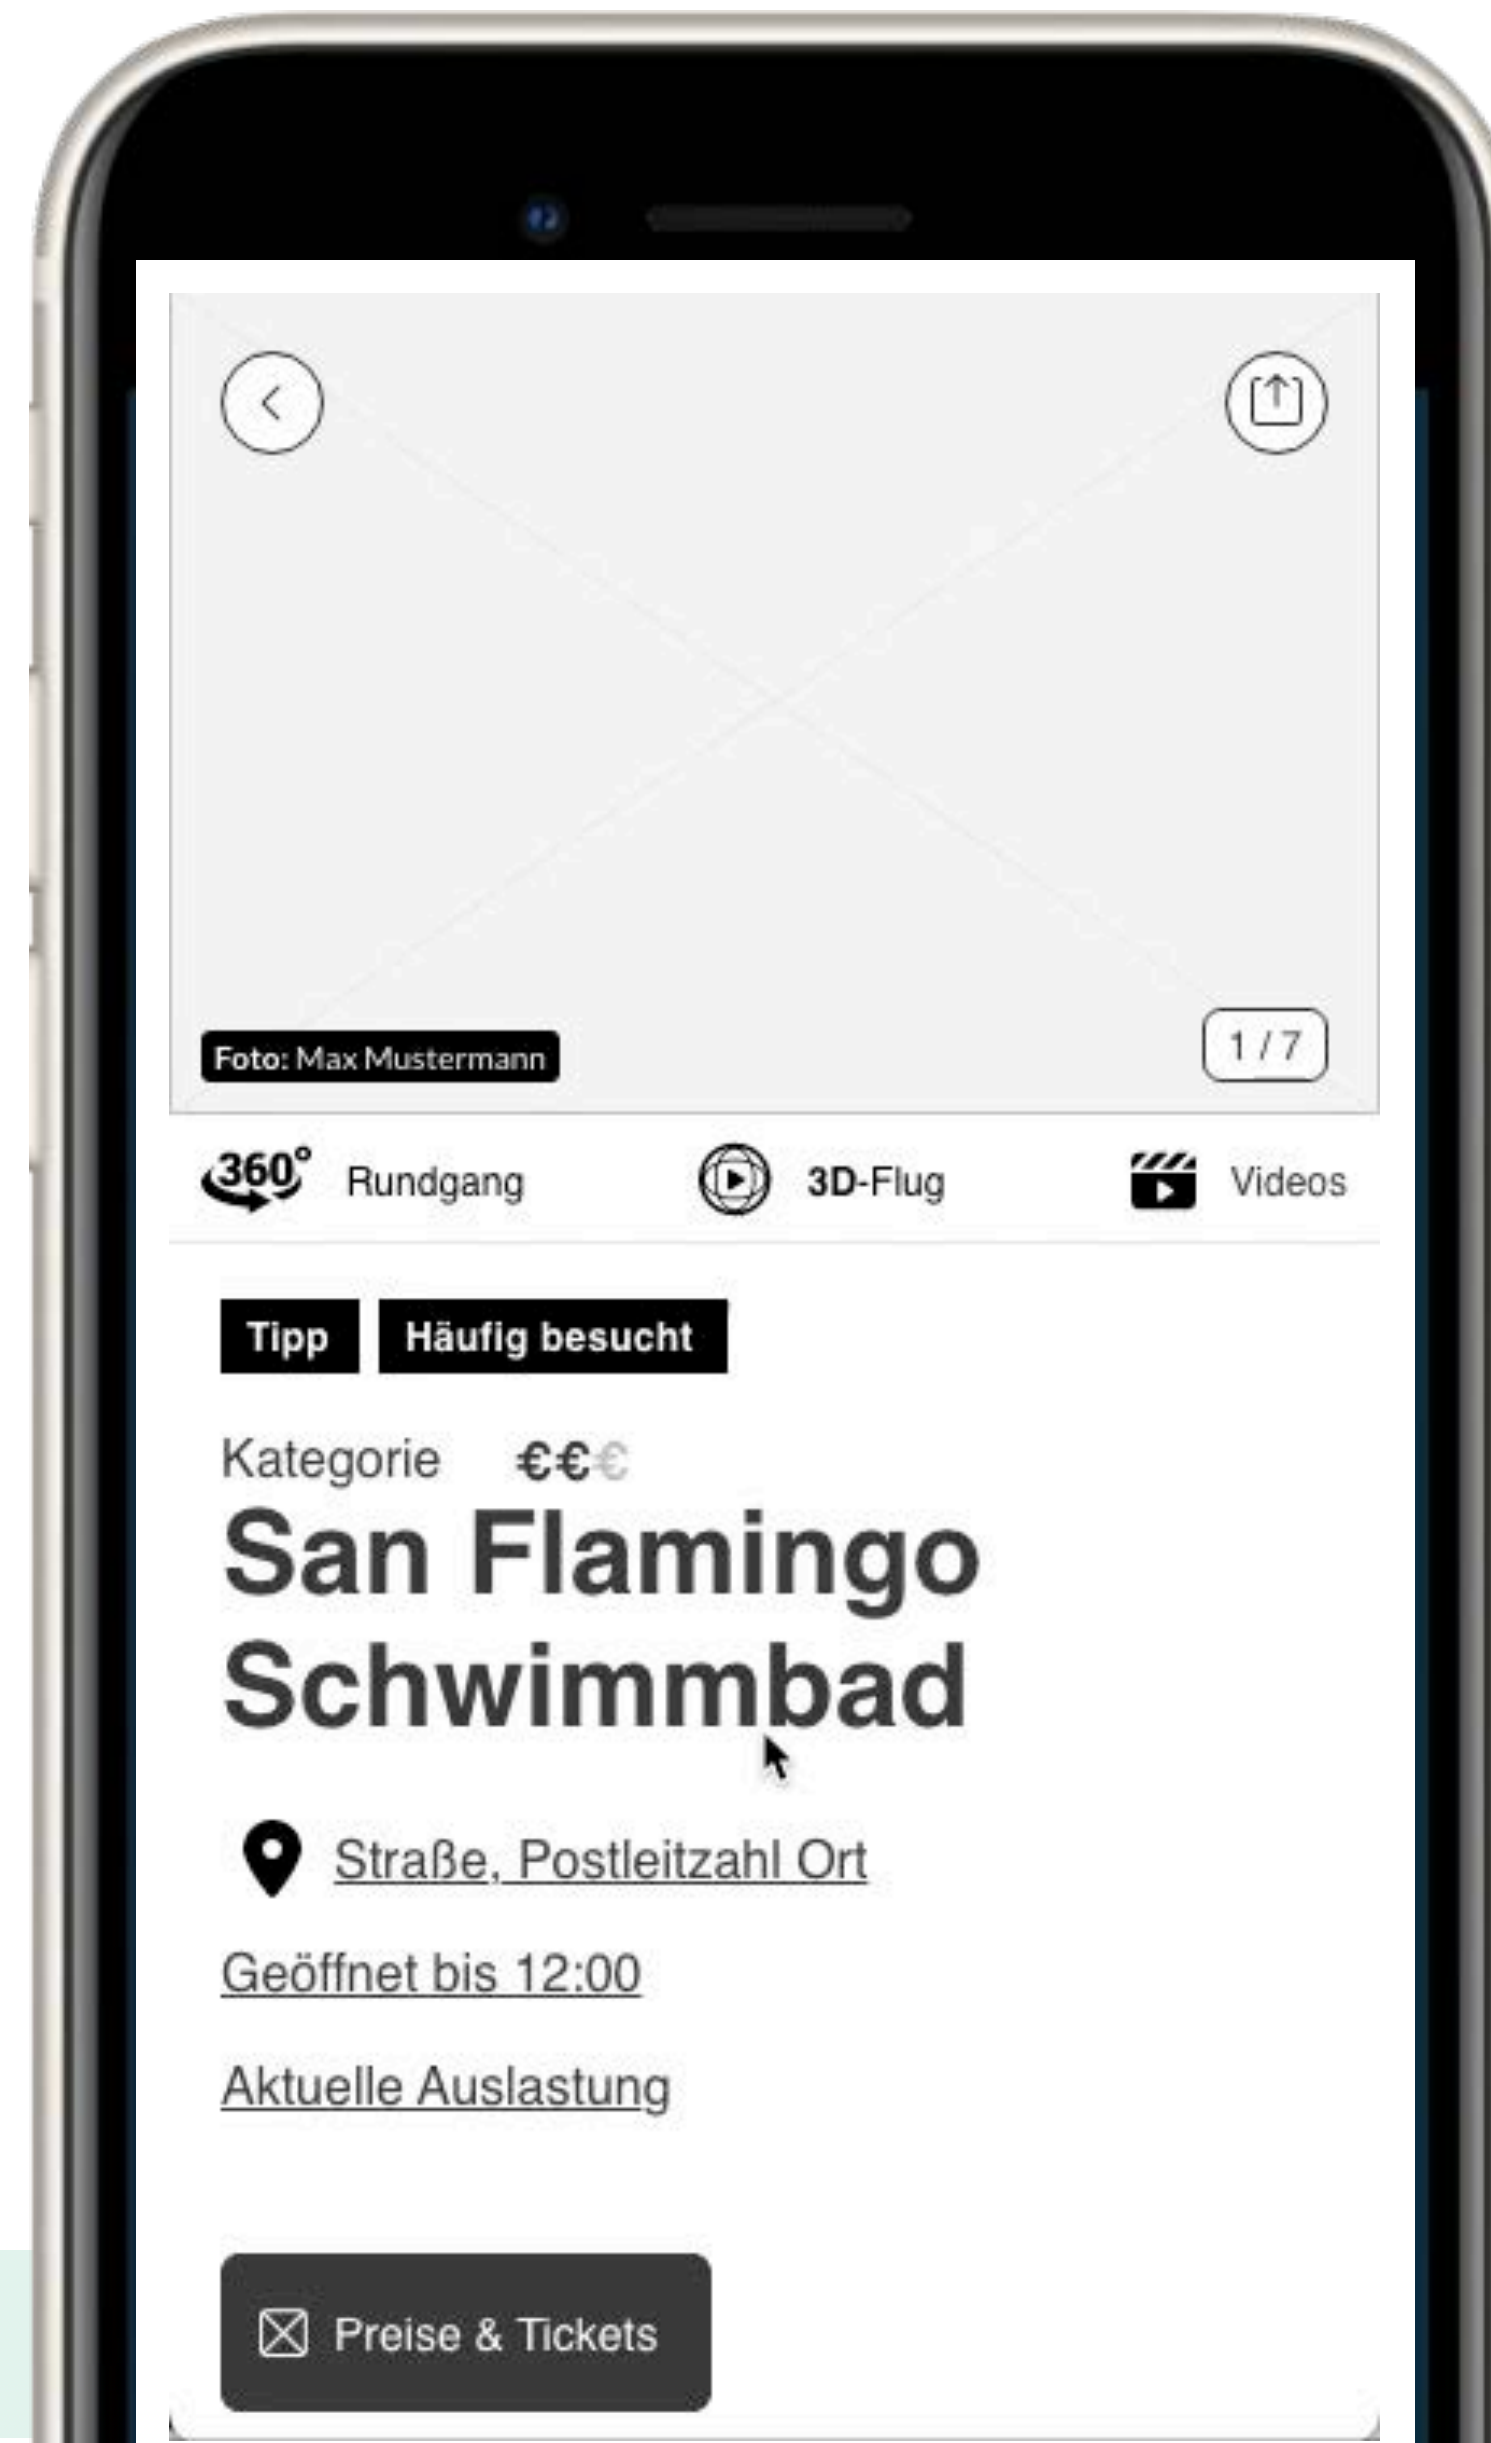 Foto: Max Mustermann
1 / 7
360° Rundgang
3D-Flug
Videos
Tipp
Häufig besucht
Kategorie €€€
San Flamingo
Schwimmbad
Straße, Postleitzahl Ort
Geöffnet bis 12:00
Aktuelle Auslastung
Preise & Tickets